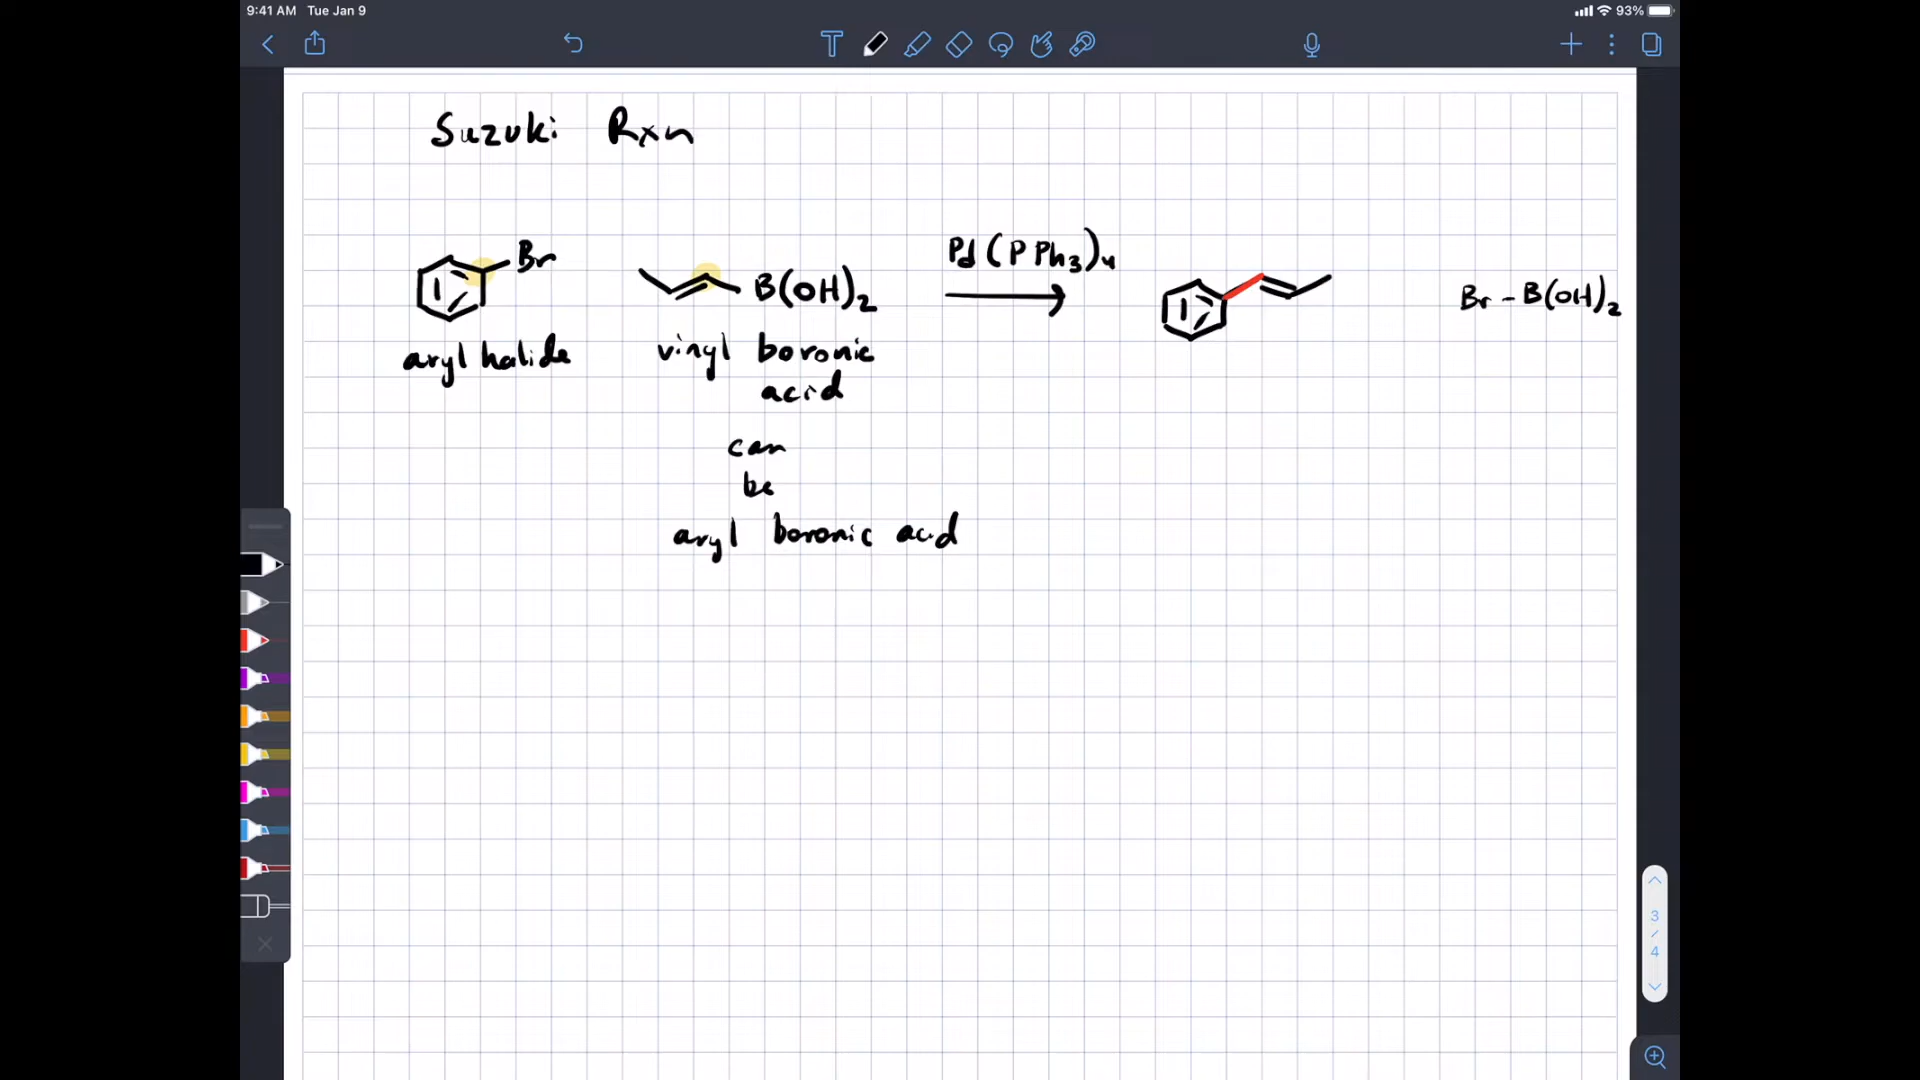 9:41 AM Tue Jan 9
93%
Suzuki Rxn
Br
B(OH)2
Pd(PPh3)4
Br - B(OH)2
aryl halide
vinyl boronic
acid
can
be
aryl boronic acid
3
/
4